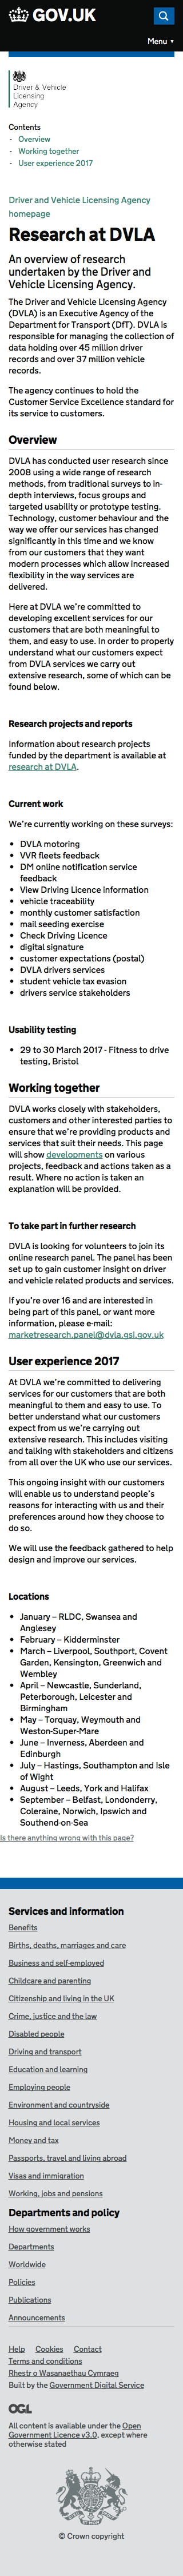 GOV.UK
Menu ▼
Driver & Vehicle
Licensing
Agency
Contents
- Overview
- Working together
- User experience 2017
Driver and Vehicle Licensing Agency
homepage
Research at DVLA
An overview of research
undertaken by the Driver and
Vehicle Licensing Agency.
The Driver and Vehicle Licensing Agency
(DVLA) is an Executive Agency of the
Department for Transport (DfT). DVLA is
responsible for managing the collection of
data holding over 45 million driver
records and over 37 million vehicle
records.
The agency continues to hold the
Customer Service Excellence standard for
its service to customers.
Overview
DVLA has conducted user research since
2008 using a wide range of research
methods, from traditional surveys to in-
depth interviews, focus groups and
targeted usability or prototype testing.
Technology, customer behaviour and the
way we offer our services has changed
significantly in this time and we know
from our customers that they want
modern processes which allow increased
flexibility in the way services are
delivered.
Here at DVLA we're committed to
developing excellent services for our
customers that are both meaningful to
them, and easy to use. In order to properly
understand what our customers expect
from DVLA services we carry out
extensive research, some of which can be
found below.
Research projects and reports
Information about research projects
funded by the department is available at
research at DVLA.
Current work
We're currently working on these surveys:
• DVLA motoring
• VVR fleets feedback
• DM online notification service
feedback
• View Driving Licence information
• vehicle traceability
• monthly customer satisfaction
• mail seeding exercise
• Check Driving Licence
• digital signature
• customer expectations (postal)
• DVLA drivers services
• student vehicle tax evasion
• drivers service stakeholders
Usability testing
• 29 to 30 March 2017 - Fitness to drive
testing, Bristol
Working together
DVLA works closely with stakeholders,
customers and other interested parties to
ensure that we're providing products and
services that suit their needs. This page
will show developments on various
projects, feedback and actions taken as a
result. Where no action is taken an
explanation will be provided.
To take part in further research
DVLA is looking for volunteers to join its
online research panel. The panel has been
set up to gain customer insight on driver
and vehicle related products and services.
If you're over 16 and are interested in
being part of this panel, or want more
information, please e-mail:
marketresearch.panel@dvla.gsi.gov.uk
User experience 2017
At DVLA we're committed to delivering
services for our customers that are both
meaningful to them and easy to use. To
better understand what our customers
expect from us we're carrying out
extensive research. This includes visiting
and talking with stakeholders and citizens
from all over the UK who use our services.
This ongoing insight with our customers
will enable us to understand people's
reasons for interacting with us and their
preferences around how they choose to
do so.
We will use the feedback gathered to help
design and improve our services.
Locations
• January – RLDC, Swansea and
Anglesey
• February – Kidderminster
• March – Liverpool, Southport, Covent
Garden, Kensington, Greenwich and
Wembley
• April – Newcastle, Sunderland,
Peterborough, Leicester and
Birmingham
• May – Torquay, Weymouth and
Weston-Super-Mare
• June – Inverness, Aberdeen and
Edinburgh
• July – Hastings, Southampton and Isle
of Wight
• August – Leeds, York and Halifax
• September – Belfast, Londonderry,
Coleraine, Norwich, Ipswich and
Southend-on-Sea
Is there anything wrong with this page?
Services and information
Benefits
Births, deaths, marriages and care
Business and self-employed
Childcare and parenting
Citizenship and living in the UK
Crime, justice and the law
Disabled people
Driving and transport
Education and learning
Employing people
Environment and countryside
Housing and local services
Money and tax
Passports, travel and living abroad
Visas and immigration
Working, jobs and pensions
Departments and policy
How government works
Departments
Worldwide
Policies
Publications
Announcements
Help Cookies Contact
Terms and conditions
Rhestr o Wasanaethau Cymraeg
Built by the Government Digital Service
OGL
All content is available under the Open
Government Licence v3.0, except where
otherwise stated
© Crown copyright